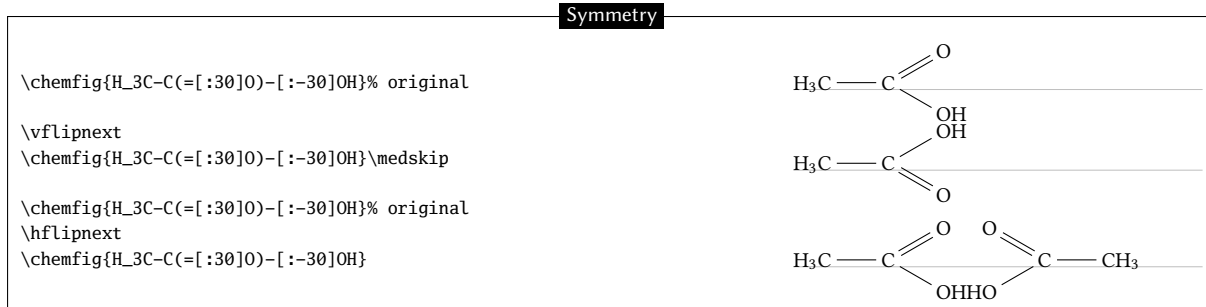 Symmetry
\chemfig{H_3C-C(=[:30]O)-[:-30]OH}% original
\vflipnext
\chemfig{H_3C-C(=[:30]O)-[:-30]OH}\medskip
\chemfig{H_3C-C(=[:30]O)-[:-30]OH}% original
\hflipnext
\chemfig{H_3C-C(=[:30]O)-[:-30]OH}
O
H₃C C
OH
OH
H₃C C
O
O O
H₃C C C CH₃
OHHO